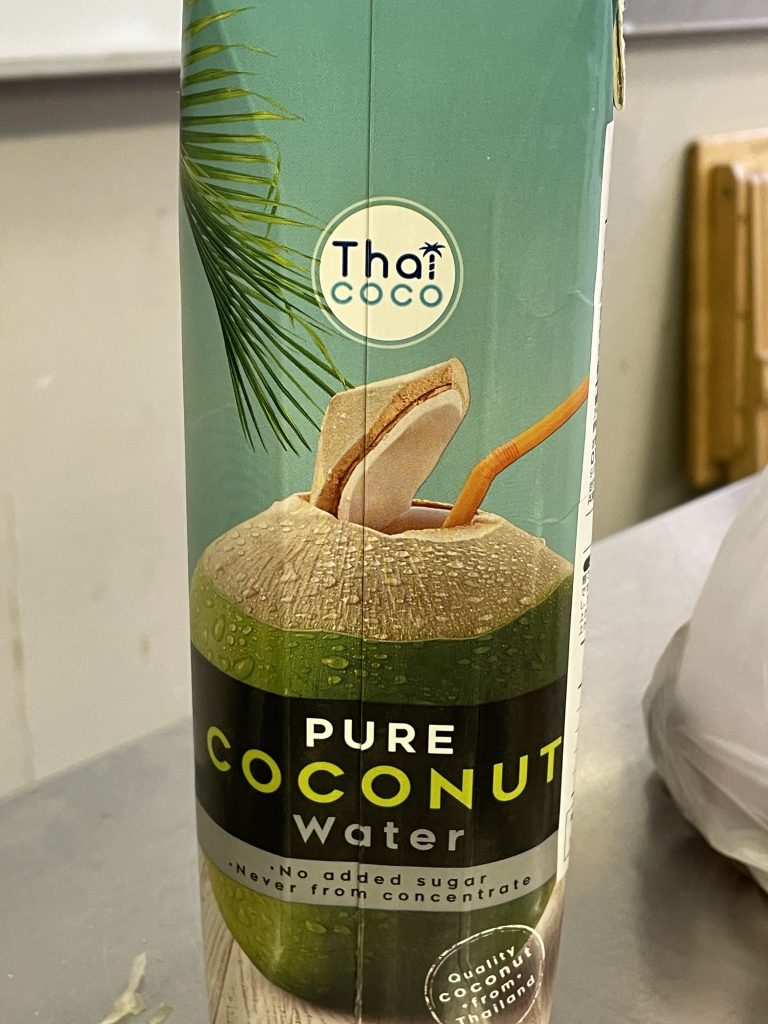 Thai
COCO
PURE
COCONUT
Water
•No added sugar
•Never from concentrate
Quality
COCONUT
•from•
Thailand